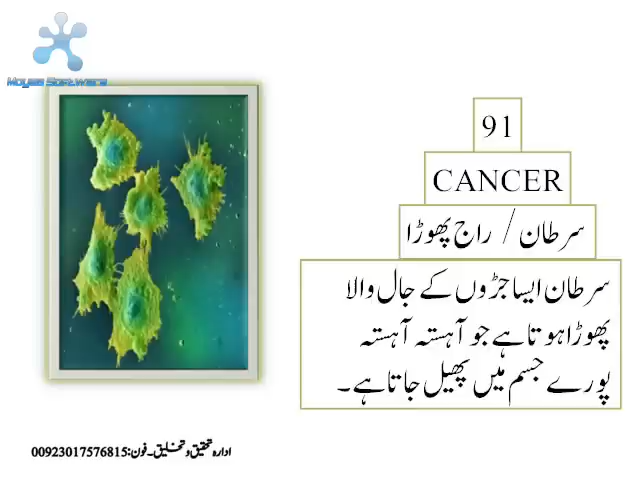 Moyea Software
91
CANCER
سرطان / راج پھوڑا
سرطان ایسا جڑوں کے جال والا
پھوڑا ہوتا ہے جو آہستہ آہستہ
پورے جسم میں پھیل جاتا ہے۔
ادارہ تحقیق و تخلیق۔ فون: 00923017576815